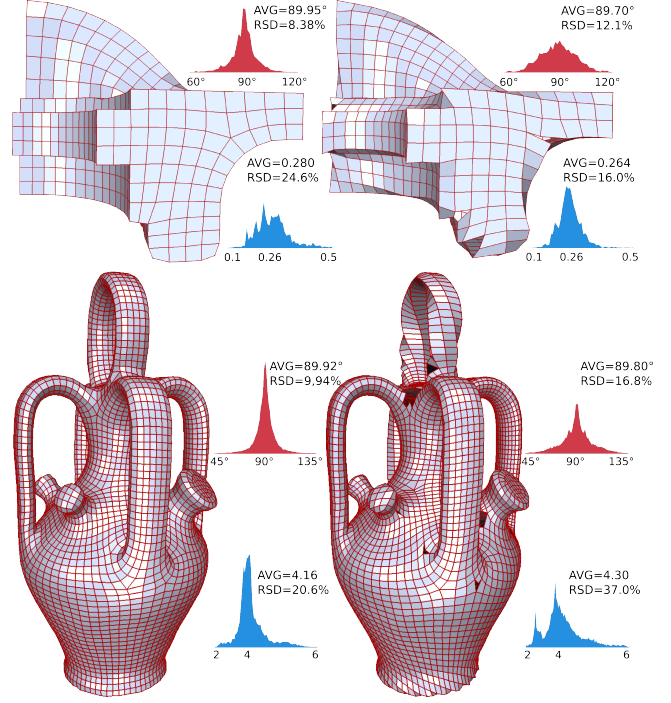 AVG=89.95°
RSD=8.38%
60° 90° 120°
AVG=89.70°
RSD=12.1%
60° 90° 120°
AVG=0.280
RSD=24.6%
0.1 0.26 0.5
AVG=0.264
RSD=16.0%
0.1 0.26 0.5
AVG=89.92°
RSD=9,94%
45° 90° 135°
AVG=89.80°
RSD=16.8%
45° 90° 135°
AVG=4.16
RSD=20.6%
2 4 6
AVG=4.30
RSD=37.0%
2 4 6